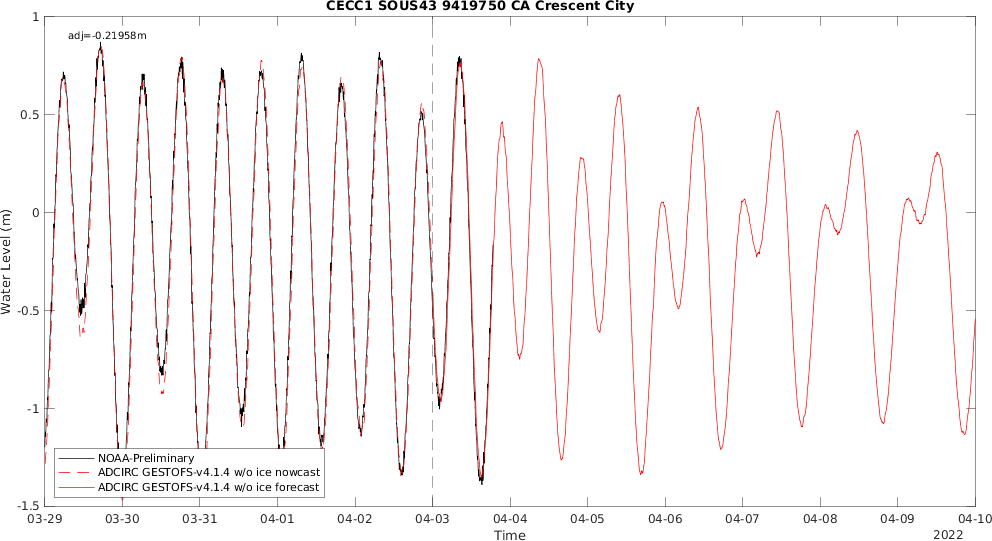 CECC1 SOUS43 9419750 CA Crescent City
adj=-0.21958m
1
0.5
0
-0.5
-1
-1.5
Water Level (m)
NOAA-Preliminary
ADCIRC GESTOFS-v4.1.4 w/o ice nowcast
ADCIRC GESTOFS-v4.1.4 w/o ice forecast
03-29 03-30 03-31 04-01 04-02 04-03 04-04 04-05 04-06 04-07 04-08 04-09 04-10
Time
2022